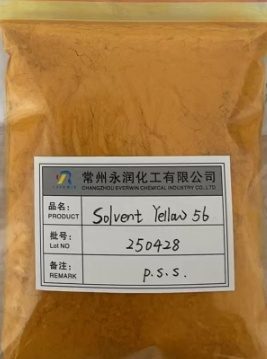 常州永润化工有限公司
CHANGZHOU EVERWIN CHEMICAL INDUSTRY CO.,LTD
EVERWIN
品名: Solvent Yellow 56
PRODUCT
批号: 250428
Lot NO
备注: p.s.s.
REMARK